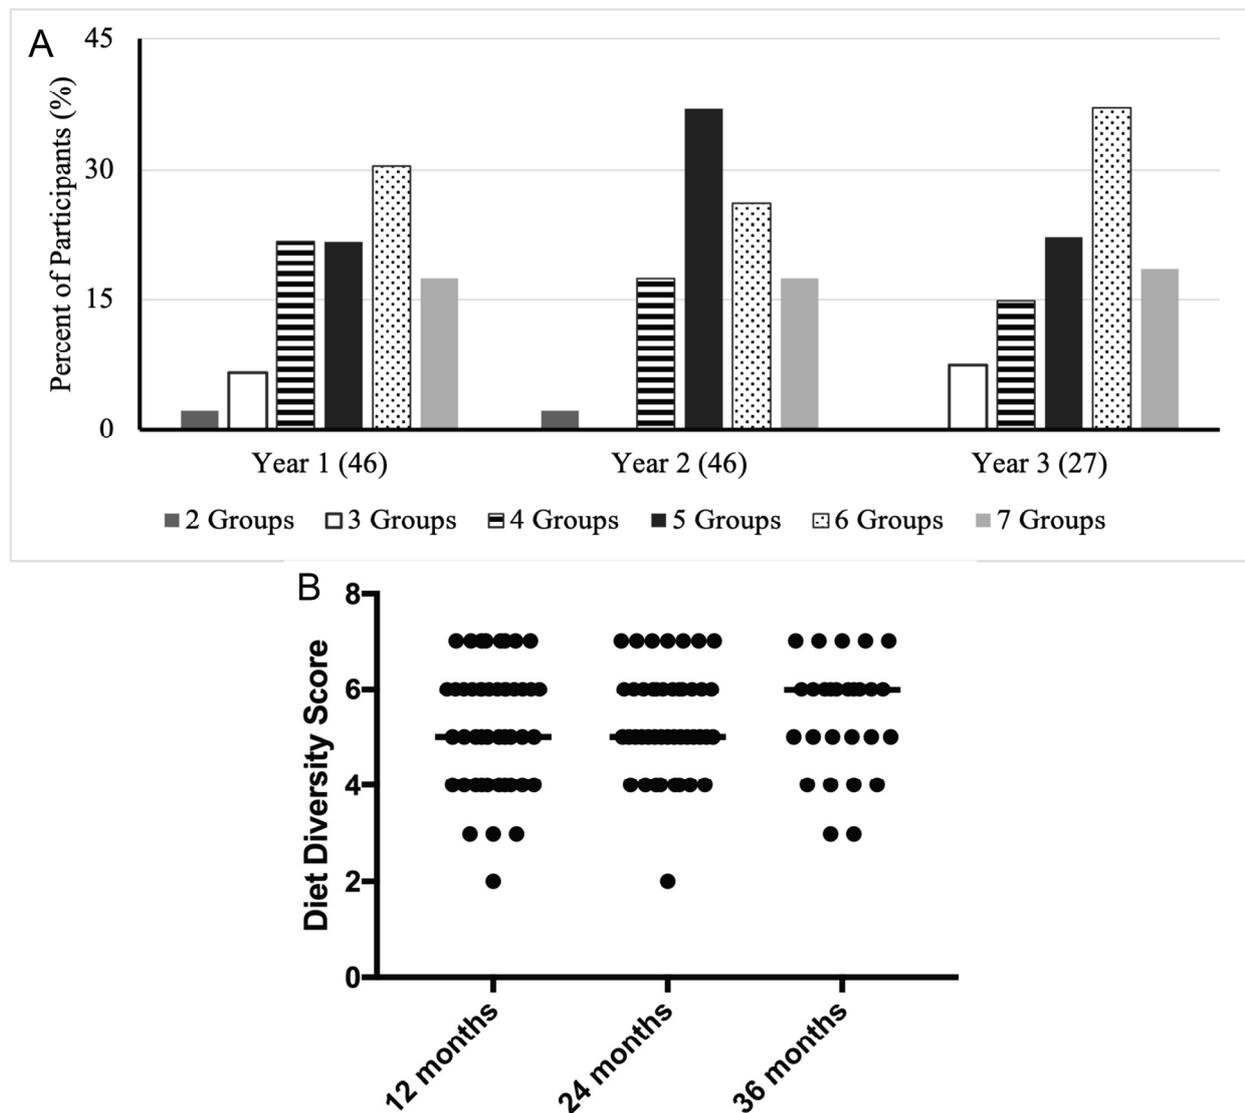 A
Percent of Participants (%)
45
30
15
0
Year 1 (46) Year 2 (46) Year 3 (27)
2 Groups 3 Groups 4 Groups 5 Groups 6 Groups 7 Groups
B
Diet Diversity Score
8
6
4
2
0
12 months 24 months 36 months